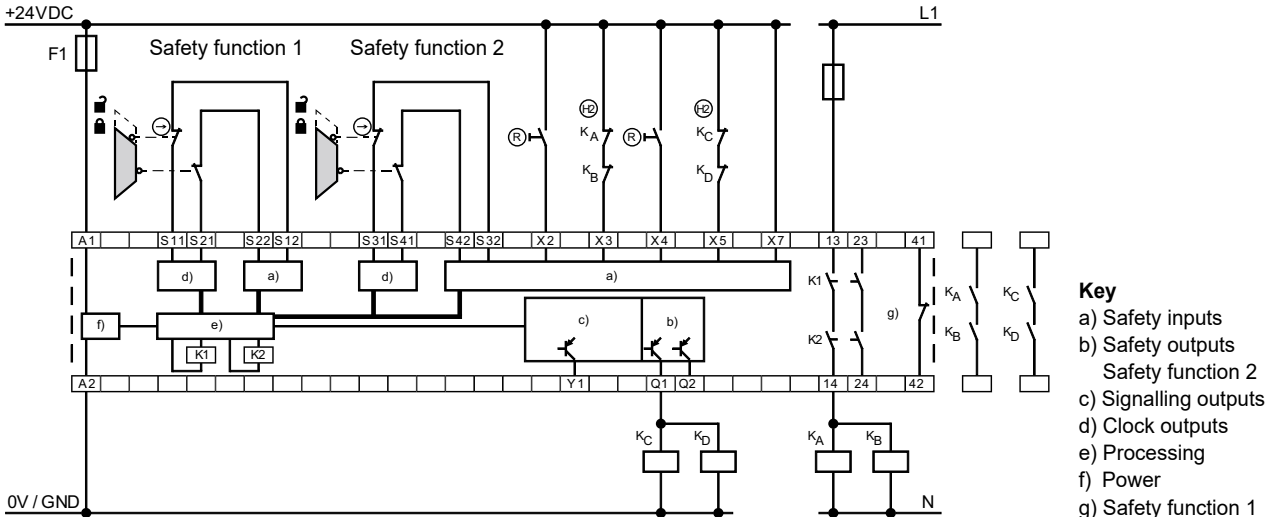 +24VDC L1
F1 Safety function 1 Safety function 2
H2 H2
R KA R KC
KB KD
A1 S11 S21 S22 S12 S31 S41 S42 S32 X2 X3 X4 X5 X7 13 23 41
d) a) d) a) K1
KA KC
f) e) c) b) g)
K1 K2 K2 KB KD
A2 Y1 Q1 Q2 14 24 42
KC KD KA KB
0V / GND N
Key
a) Safety inputs
b) Safety outputs
Safety function 2
c) Signalling outputs
d) Clock outputs
e) Processing
f) Power
g) Safety function 1